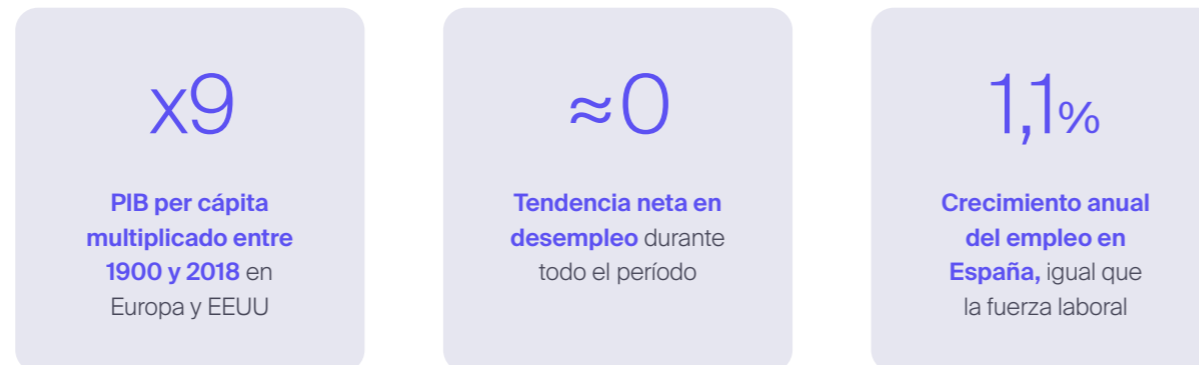 x9
PIB per cápita
multiplicado entre
1900 y 2018 en
Europa y EEUU
≈0
Tendencia neta en
desempleo durante
todo el período
1,1%
Crecimiento anual
del empleo en
España, igual que
la fuerza laboral